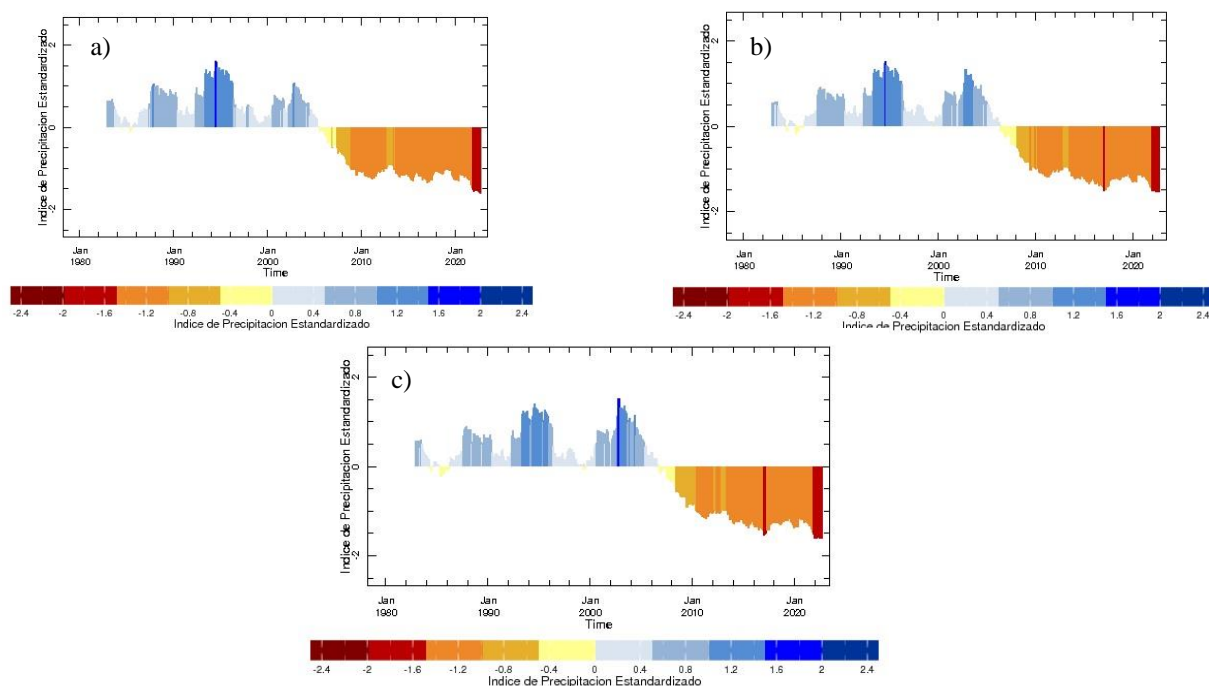 a)
Indice de Precipitacion Estandardizado
2
0
-2
Jan 1980
Jan 1990
Jan 2000
Jan 2010
Jan 2020
Time
-2.4 -2 -1.6 -1.2 -0.8 -0.4 0 0.4 0.8 1.2 1.6 2 2.4
Indice de Precipitacion Estandardizado
b)
Indice de Precipitacion Estandardizado
2
0
-2
Jan 1980
Jan 1990
Jan 2000
Jan 2010
Jan 2020
Time
-2.4 -2 -1.6 -1.2 -0.8 -0.4 0 0.4 0.8 1.2 1.6 2 2.4
Indice de Precipitacion Estandardizado
c)
Indice de Precipitacion Estandardizado
2
0
-2
Jan 1980
Jan 1990
Jan 2000
Jan 2010
Jan 2020
Time
-2.4 -2 -1.6 -1.2 -0.8 -0.4 0 0.4 0.8 1.2 1.6 2 2.4
Indice de Precipitacion Estandardizado